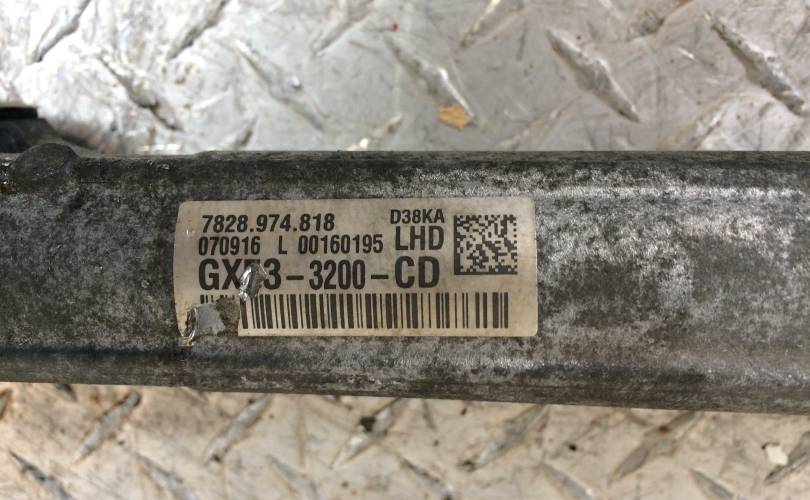 7828.974.818 D38KA
070916 L 00160195 LHD
-3200-CD